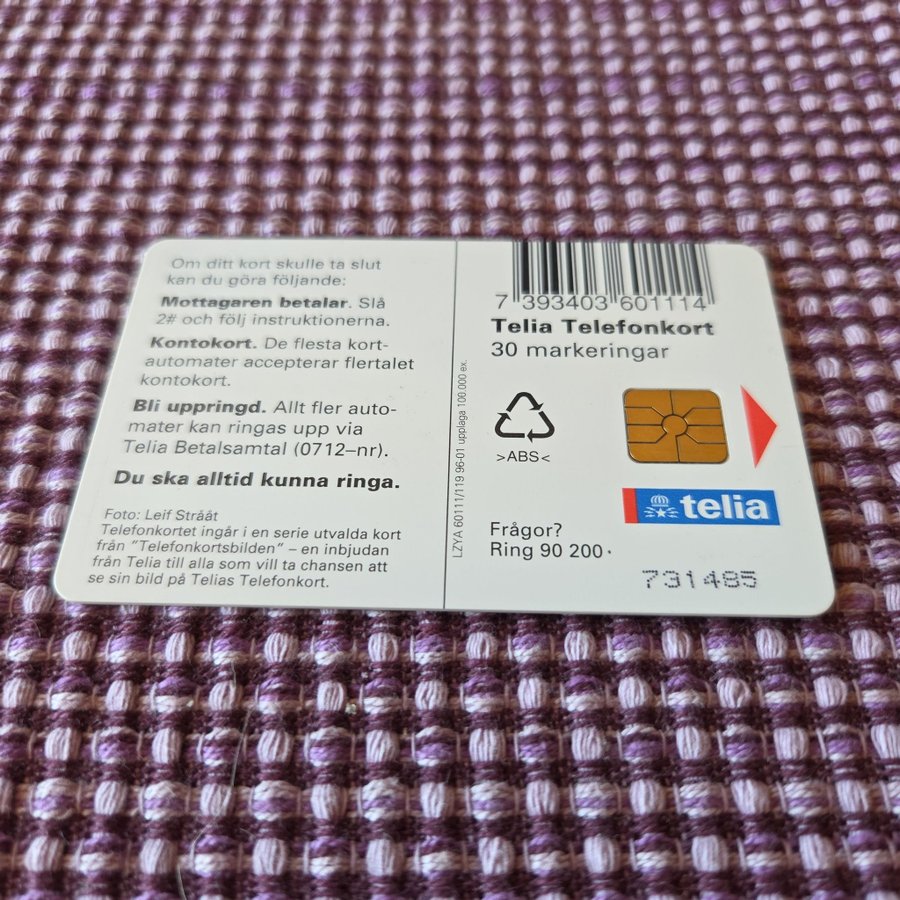 Om ditt kort skulle ta slut
kan du göra följande:
Mottagaren betalar. Slå
2# och följ instruktionerna.
Kontokort. De flesta kort-
automater accepterar flertalet
kontokort.
Bli uppringd. Allt fler auto-
mater kan ringas upp via
Telia Betalsamtal (0712–nr).
Du ska alltid kunna ringa.
Foto: Leif Strååt
Telefonkortet ingår i en serie utvalda kort
från "Telefonkortsbilden" – en inbjudan
från Telia till alla som vill ta chansen att
se sin bild på Telias Telefonkort.
LZYA 60111/119 96-01 upplaga 100.000 ex.
7 393403 601114
Telia Telefonkort
30 markeringar
>ABS<
telia
Frågor?
Ring 90 200
731485